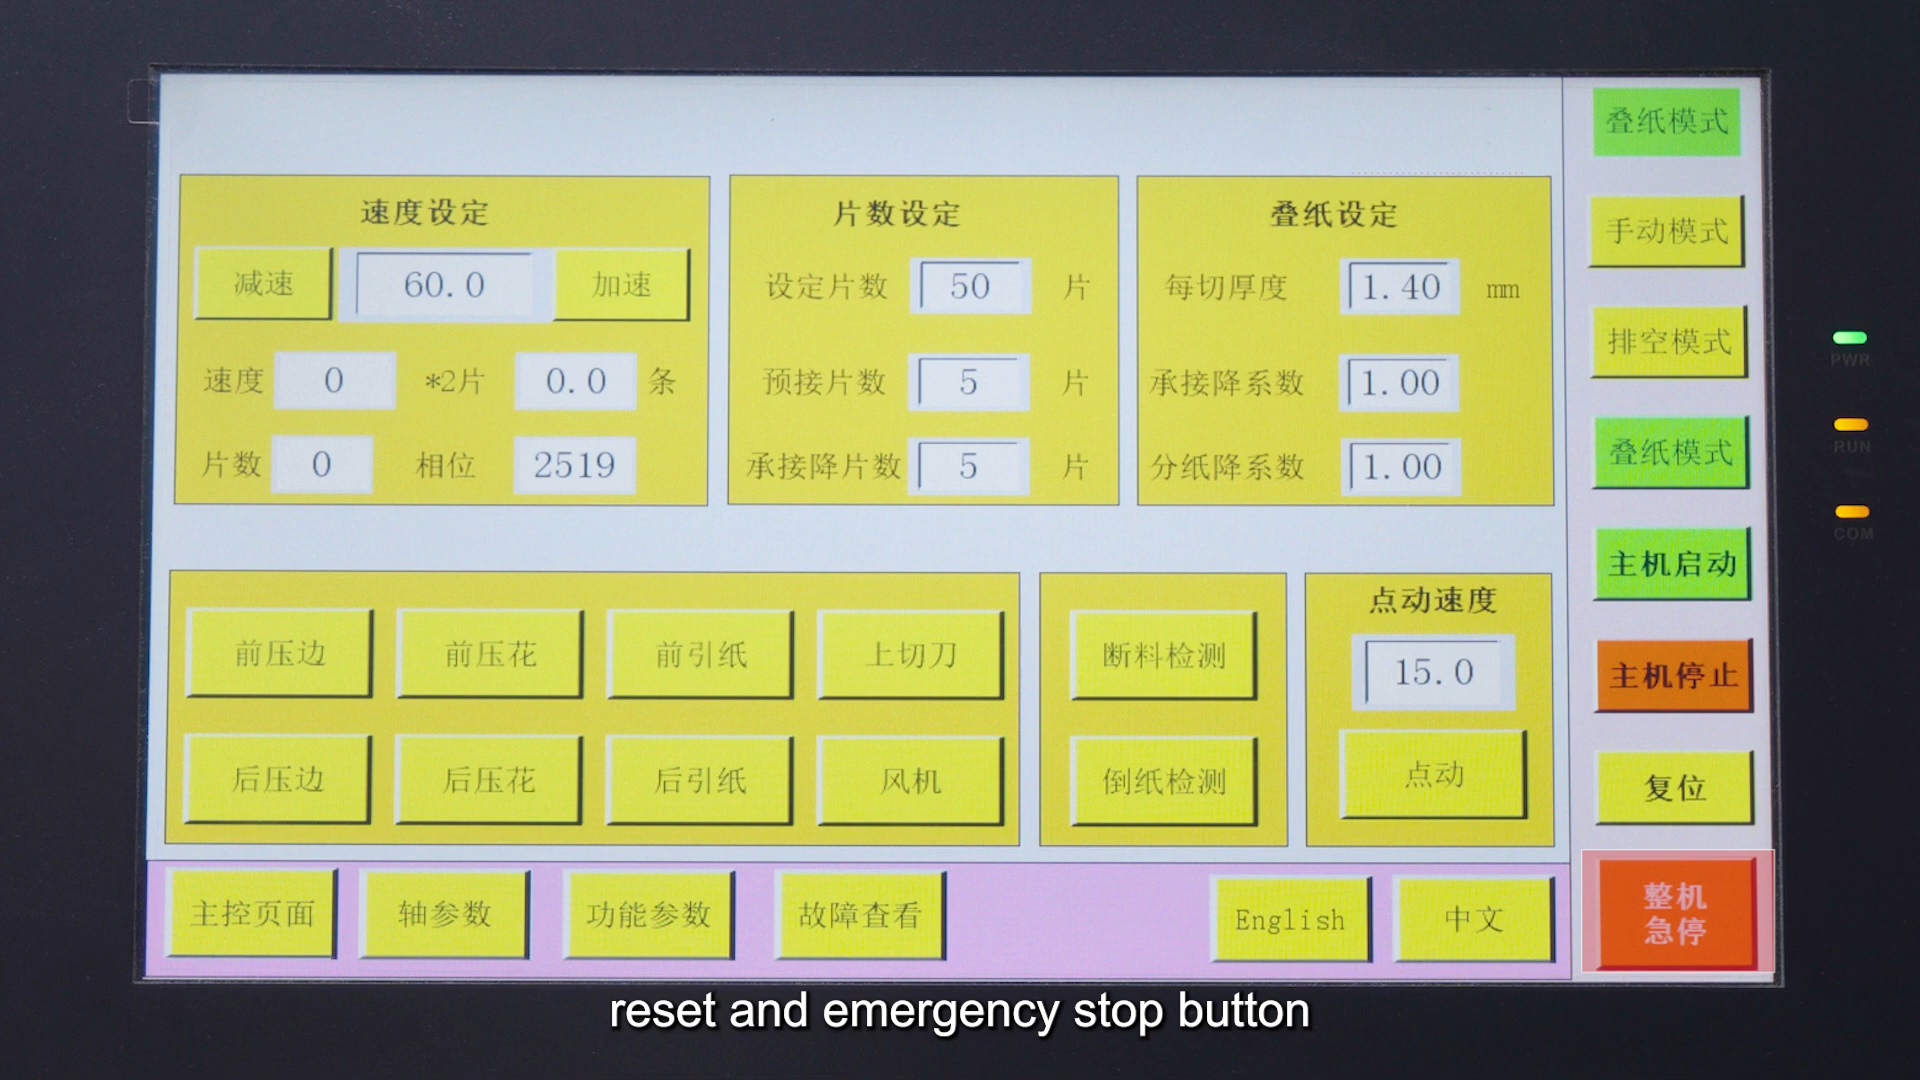 叠纸模式
速度设定
减速 60.0 加速
速度 0 *2片 0.0 条
片数 0 相位 2519
片数设定
设定片数 50 片
预接片数 5 片
承接降片数 5 片
叠纸设定
每切厚度 1.40 mm
承接降系数 1.00
分纸降系数 1.00
手动模式
排空模式
叠纸模式
主机启动
主机停止
复位
整机
急停
前压边 前压花 前引纸 上切刀
后压边 后压花 后引纸 风机
断料检测
倒纸检测
点动速度
15.0
点动
主控页面 轴参数 功能参数 故障查看 English 中文
PWR
RUN
COM
reset and emergency stop button